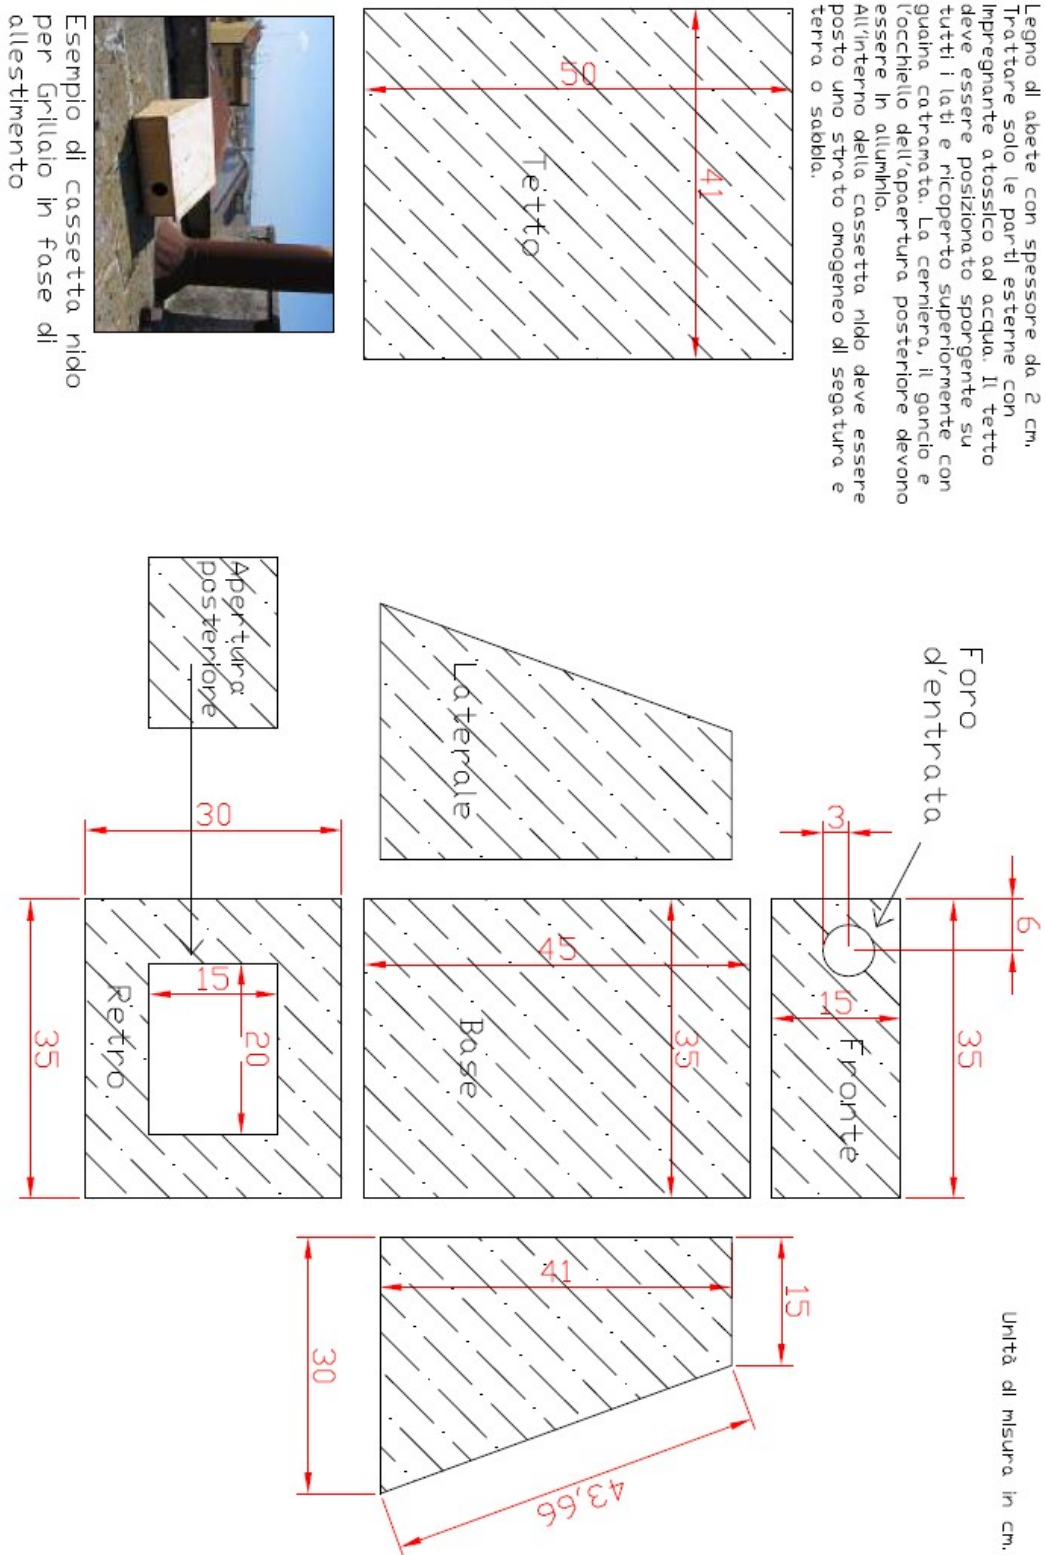 Legno di abete con spessore da 2 cm.
Trattare solo le parti esterne con
impregnante atossico ad acqua. Il tetto
deve essere posizionato sporgente su
tutti i lati e ricoperto superiormente con
guaina catramata. La cerniera, il gancio e
l'occhiello dell'apaertura posteriore devono
essere in alluminio.
All'interno della cassetta nido deve essere
posto uno strato omogeneo di segatura e
terra o sabbia.
50
41
Tetto
Esempio di cassetta nido
per Grillaio in fase di
allestimento
Foro
d'entrata
Laterale
Apertura
posteriore
6
35
3
15
Fronte
45
35
Base
30
15
20
Retro
35
15
41
30
43,66
Unità di misura in cm.